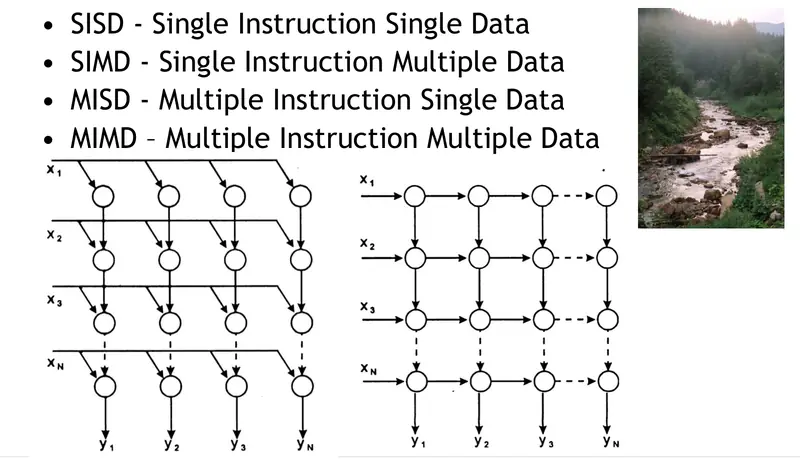 • SISD - Single Instruction Single Data
• SIMD - Single Instruction Multiple Data
• MISD - Multiple Instruction Single Data
• MIMD – Multiple Instruction Multiple Data
x1
x2
x3
xN
y1 y2 y3 yN
x1
x2
x3
xN
y1 y2 y3 yN